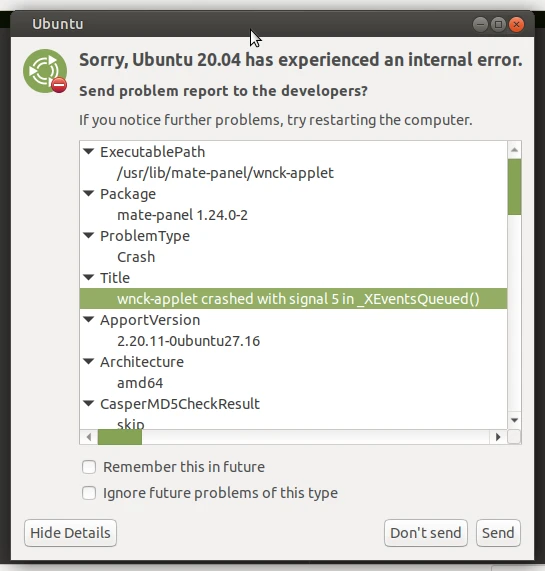 Ubuntu
Sorry, Ubuntu 20.04 has experienced an internal error.
Send problem report to the developers?
If you notice further problems, try restarting the computer.
ExecutablePath
/usr/lib/mate-panel/wnck-applet
Package
mate-panel 1.24.0-2
ProblemType
Crash
Title
wnck-applet crashed with signal 5 in _XEventsQueued()
ApportVersion
2.20.11-0ubuntu27.16
Architecture
amd64
CasperMD5CheckResult
skip
Remember this in future
Ignore future problems of this type
Hide Details
Don't send
Send